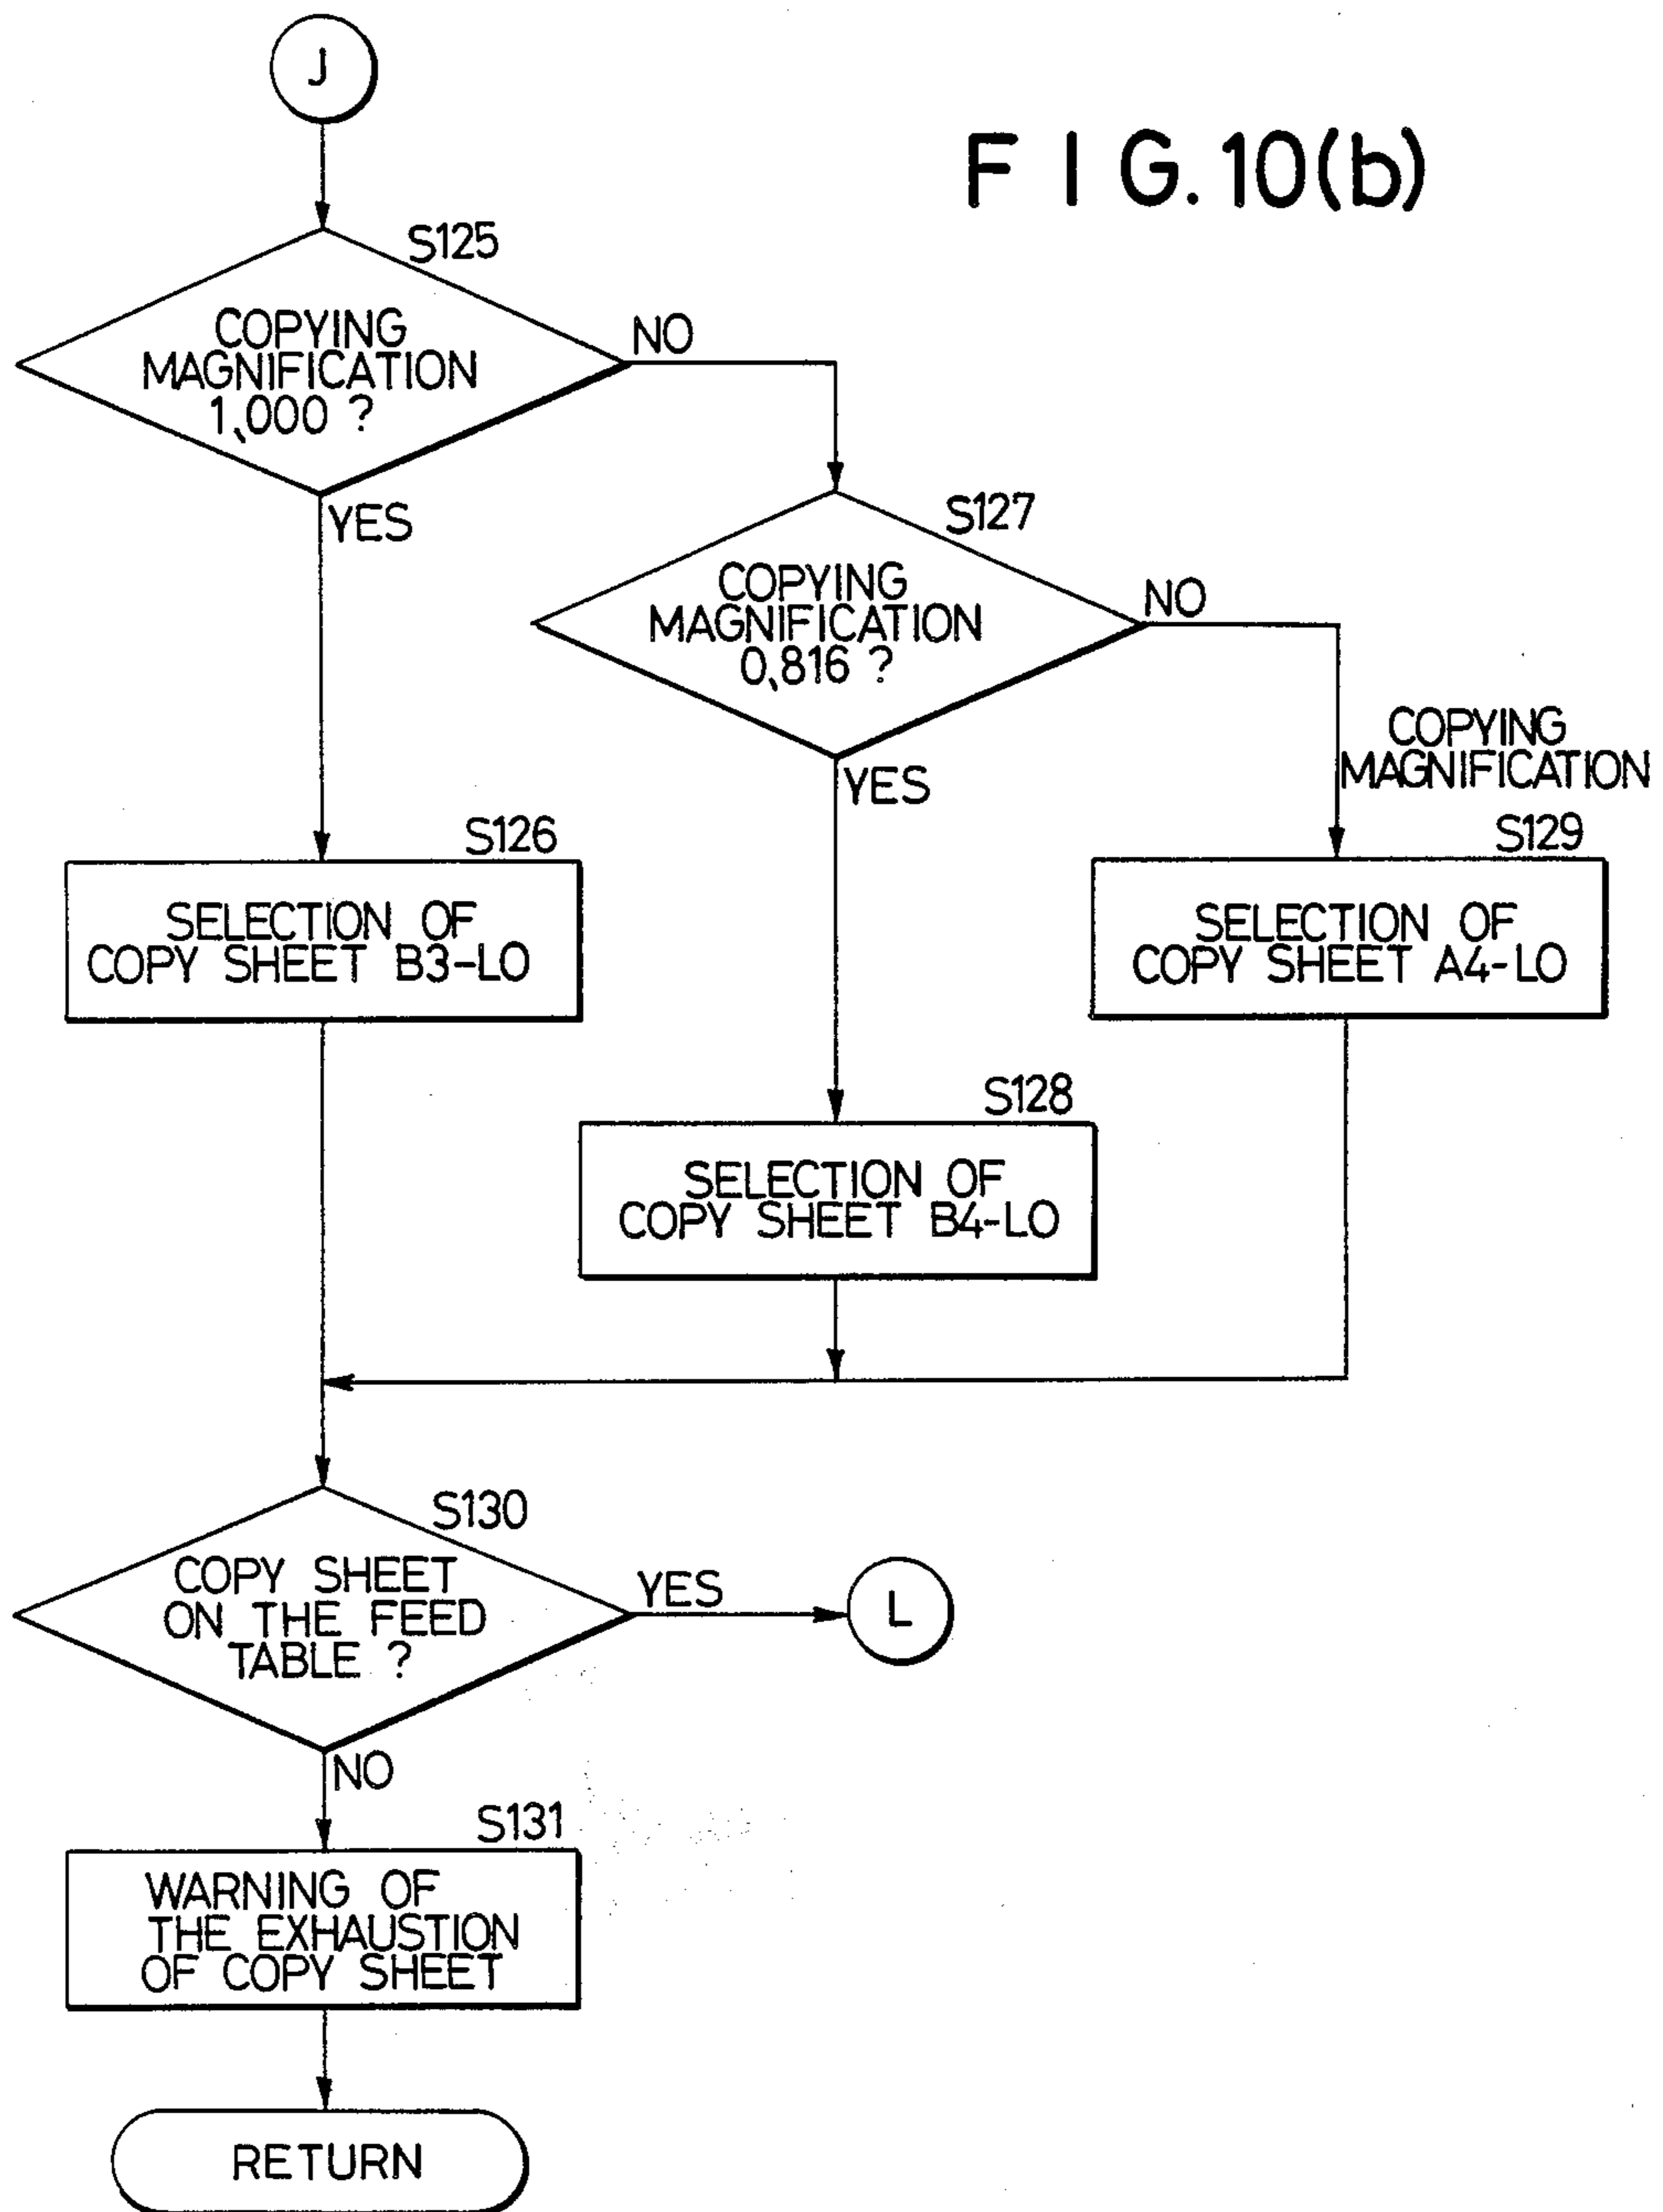 J
F I G. 10(b)
S125
COPYING
MAGNIFICATION
1,000 ?
NO
YES
S127
COPYING
MAGNIFICATION
0,816 ?
NO
YES
COPYING
MAGNIFICATION
S126
SELECTION OF
COPY SHEET B3-LO
S129
SELECTION OF
COPY SHEET A4-LO
S128
SELECTION OF
COPY SHEET B4-LO
S130
COPY SHEET
ON THE FEED
TABLE ?
YES
L
NO
S131
WARNING OF
THE EXHAUSTION
OF COPY SHEET
RETURN